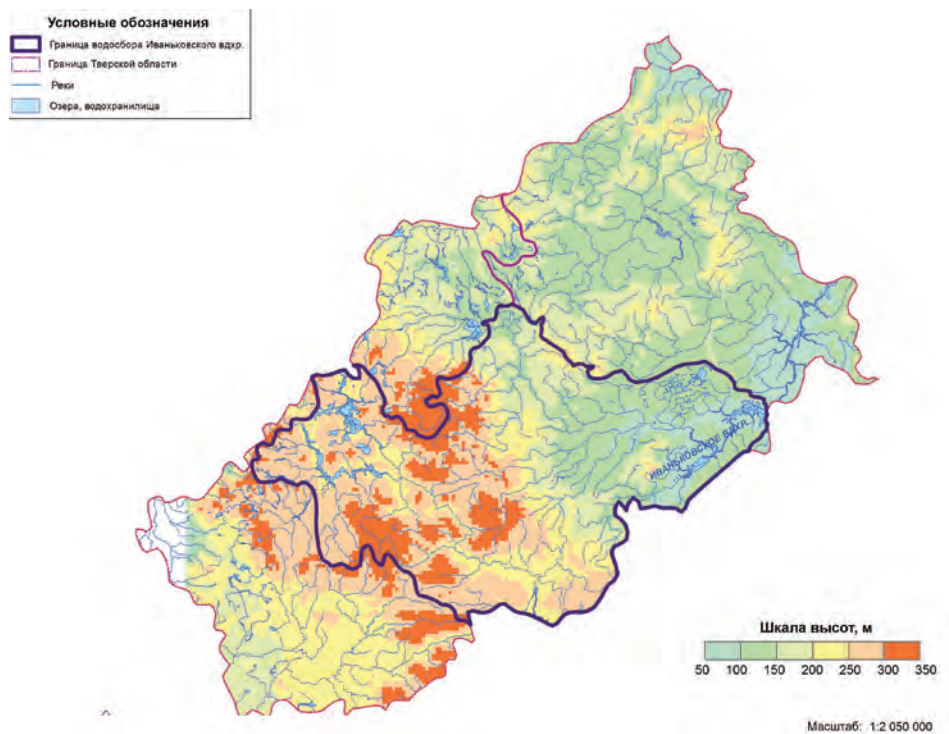 Условные обозначения
Граница водосбора Иваньковского вдхр.
Граница Тверской области
Реки
Озера, водохранилища
ИВАНЬКОВСКОЕ ВДХР.
Шкала высот, м
50 100 150 200 250 300 350
Масштаб: 1:2 050 000